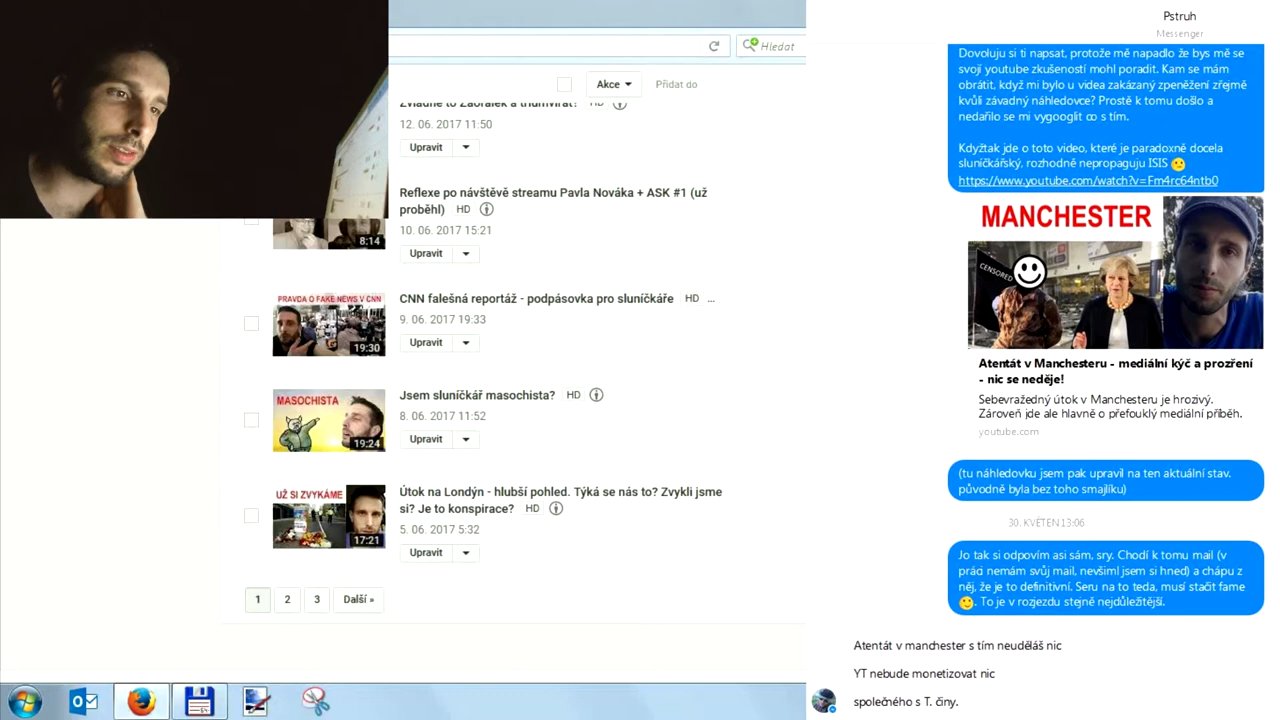 Hledat
Akce
Přidat do
Zvládne to Zaorálek a triumvirát?
HD
12. 06. 2017 11:50
Upravit
Reflexe po návštěvě streamu Pavla Nováka + ASK #1 (už
proběhl) HD
8:14
10. 06. 2017 15:21
Upravit
PRAVDA O FAKE NEWS V CNN
19:30
CNN falešná reportáž - podpásovka pro sluníčkáře HD ...
9. 06. 2017 19:33
Upravit
MASOCHISTA
19:24
Jsem sluníčkář masochista? HD
8. 06. 2017 11:52
Upravit
UŽ SI ZVYKÁME
17:21
Útok na Londýn - hlubší pohled. Týká se nás to? Zvykli jsme
si? Je to konspirace? HD
5. 06. 2017 5:32
Upravit
1 2 3 Další »
Pstruh
Messenger
Dovoluju si ti napsat, protože mě napadlo že bys mě se
svojí youtube zkušeností mohl poradit. Kam se mám
obrátit, když mi bylo u videa zakázaný zpeněžení zřejmě
kvůli závadný náhledovce? Prostě k tomu došlo a
nedařilo se mi vygooglit co s tím.
Kdyžtak jde o toto video, které je paradoxně docela
sluníčkářský, rozhodně nepropaguju ISIS
https://www.youtube.com/watch?v=Fm4rc64ntb0
MANCHESTER
CENSORED
Atentát v Manchesteru - mediální kýč a prozření
- nic se neděje!
Sebevražedný útok v Manchesteru je hrozivý.
Zároveň jde ale hlavně o přefouklý mediální příběh.
youtube.com
(tu náhledovku jsem pak upravil na ten aktuální stav.
původně byla bez toho smajlíku)
30. KVĚTEN 13:06
Jo tak si odpovím asi sám, sry. Chodí k tomu mail (v
práci nemám svůj mail, nevšiml jsem si hned) a chápu z
něj, že je to definitivní. Seru na to teda, musí stačit fame
. To je v rozjezdu stejně nejdůležitější.
Atentát v manchester s tím neuděláš nic
YT nebude monetizovat nic
společného s T. činy.